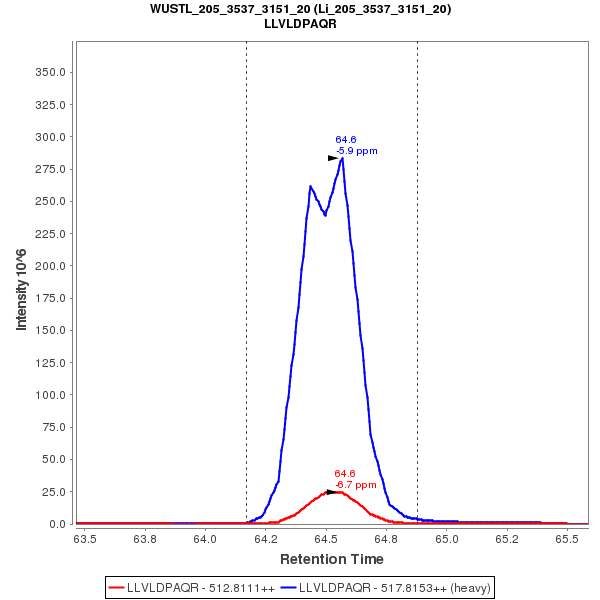 WUSTL_205_3537_3151_20 (Li_205_3537_3151_20)
LLVLDPAQR
350.0
325.0
300.0
275.0
250.0
225.0
200.0
175.0
150.0
125.0
100.0
75.0
50.0
25.0
0.0
Intensity 10^6
64.6
-5.9 ppm
64.6
-6.7 ppm
63.5 63.8 64.0 64.2 64.5 64.8 65.0 65.2 65.5
Retention Time
LLVLDPAQR - 512.8111++ LLVLDPAQR - 517.8153++ (heavy)